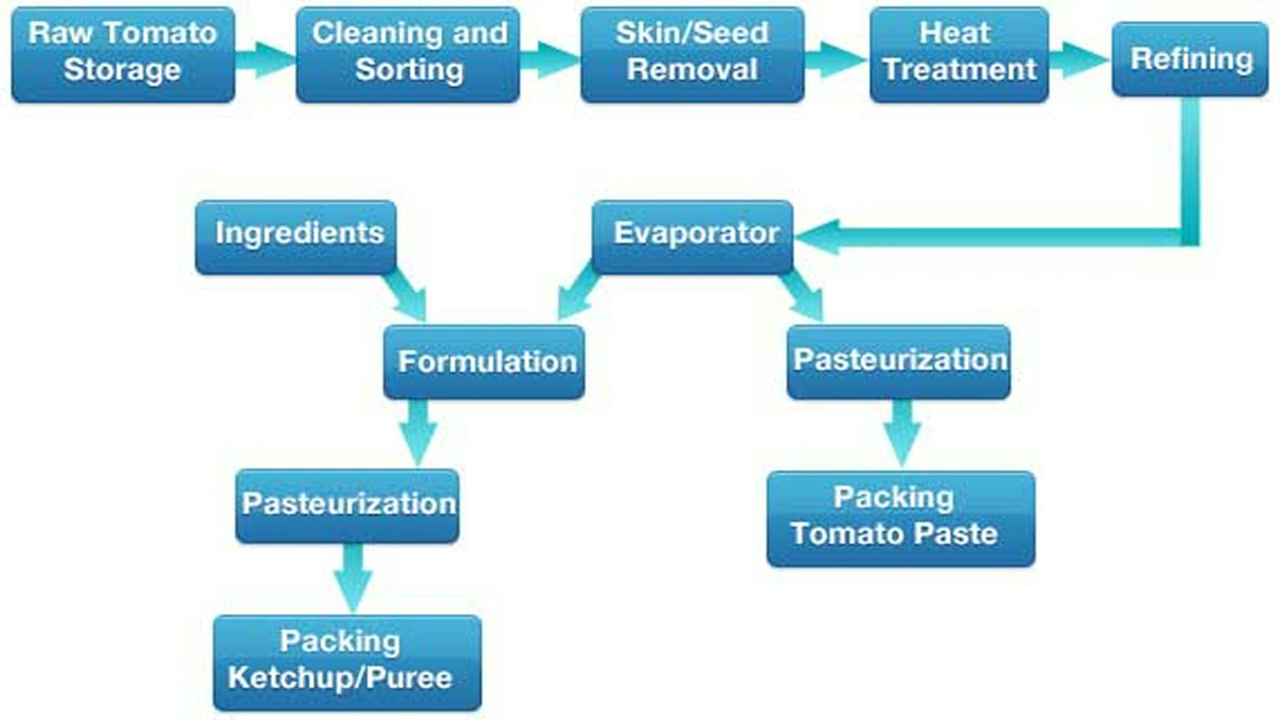 Raw Tomato
Storage
Cleaning and
Sorting
Skin/Seed
Removal
Heat
Treatment
Refining
Ingredients
Evaporator
Formulation
Pasteurization
Pasteurization
Packing
Tomato Paste
Packing
Ketchup/Puree